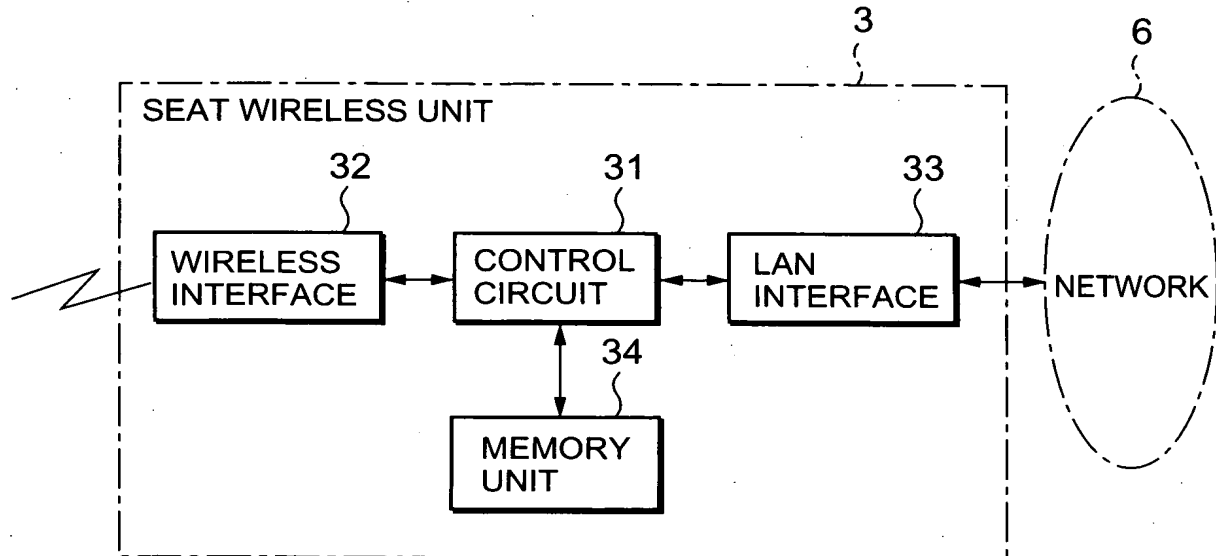 3
6
SEAT WIRELESS UNIT
32
31
33
WIRELESS
INTERFACE
CONTROL
CIRCUIT
LAN
INTERFACE
NETWORK
34
MEMORY
UNIT